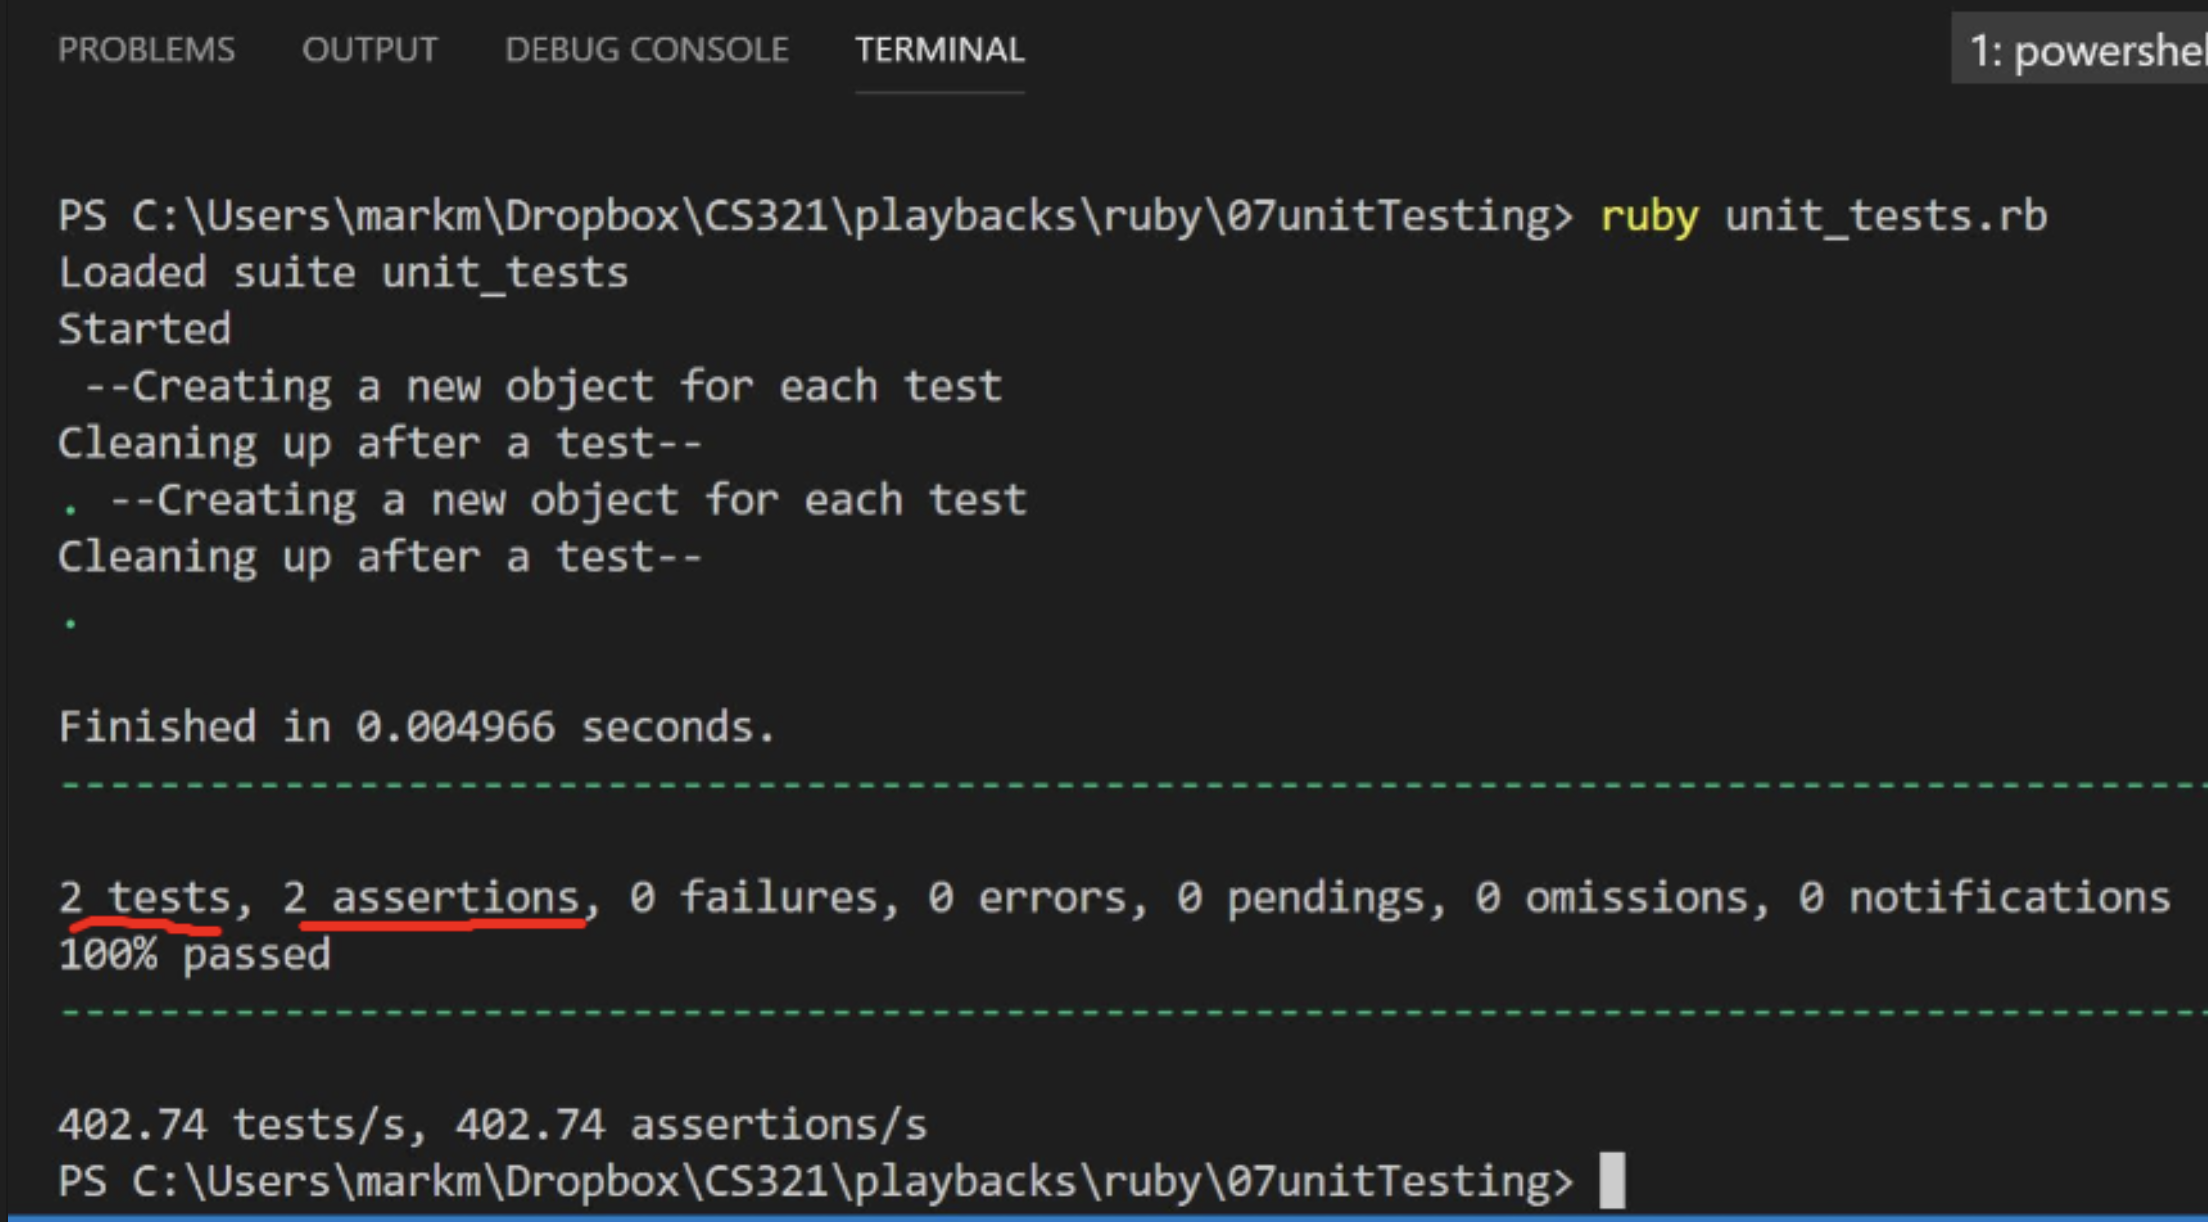 PROBLEMS OUTPUT DEBUG CONSOLE TERMINAL 1: powershel
PS C:\Users\markm\Dropbox\CS321\playbacks\ruby\07unitTesting> ruby unit_tests.rb
Loaded suite unit_tests
Started
 --Creating a new object for each test
Cleaning up after a test--
. --Creating a new object for each test
Cleaning up after a test--
.
Finished in 0.004966 seconds.
--------------------------------------------------------------------------------------
2 tests, 2 assertions, 0 failures, 0 errors, 0 pendings, 0 omissions, 0 notifications
100% passed
--------------------------------------------------------------------------------------
402.74 tests/s, 402.74 assertions/s
PS C:\Users\markm\Dropbox\CS321\playbacks\ruby\07unitTesting>